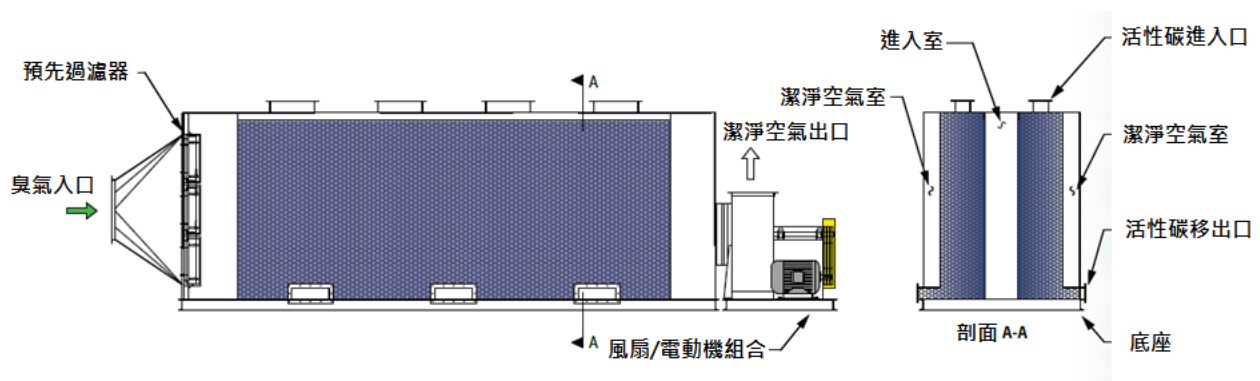 預先過濾器
臭氣入口
A
潔淨空氣出口
A
風扇/電動機組合
進入室
活性碳進入口
潔淨空氣室
潔淨空氣室
活性碳移出口
剖面 A-A
底座